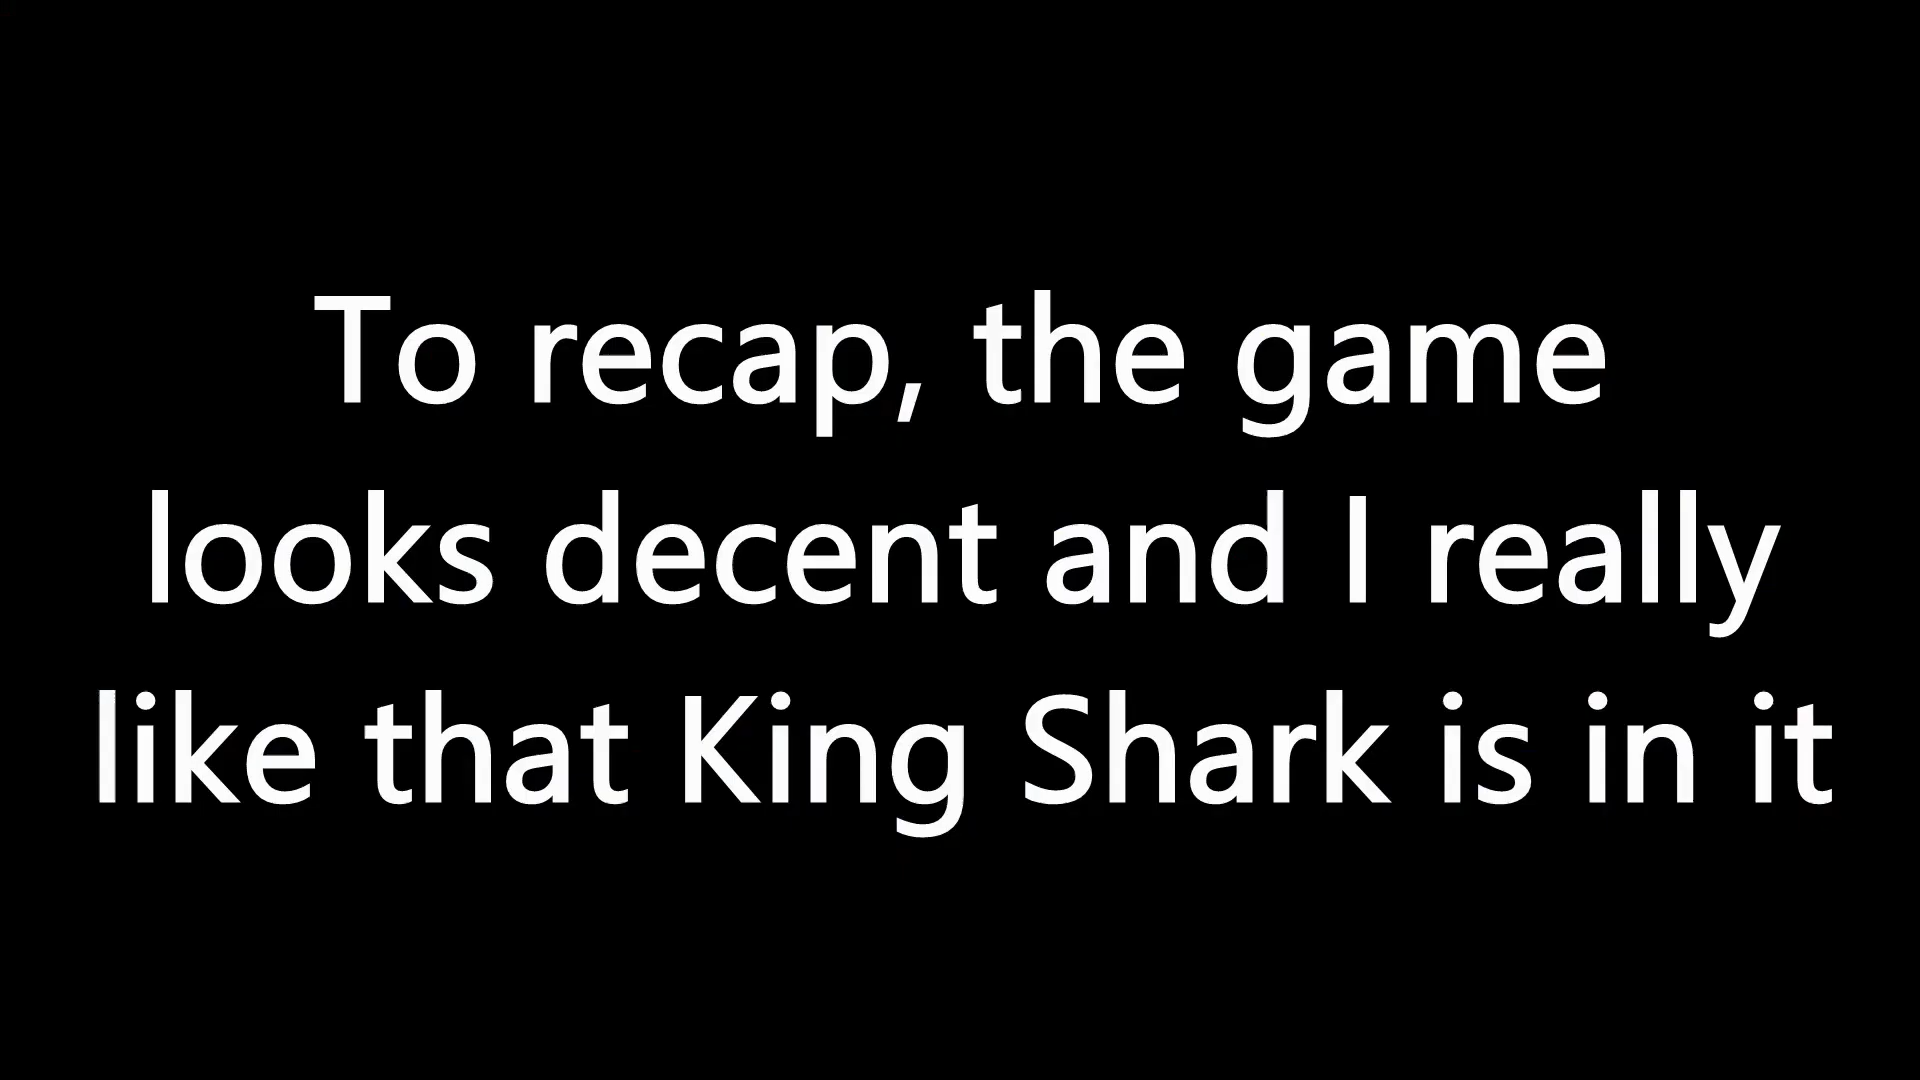 To recap, the game
looks decent and I really
like that King Shark is in it